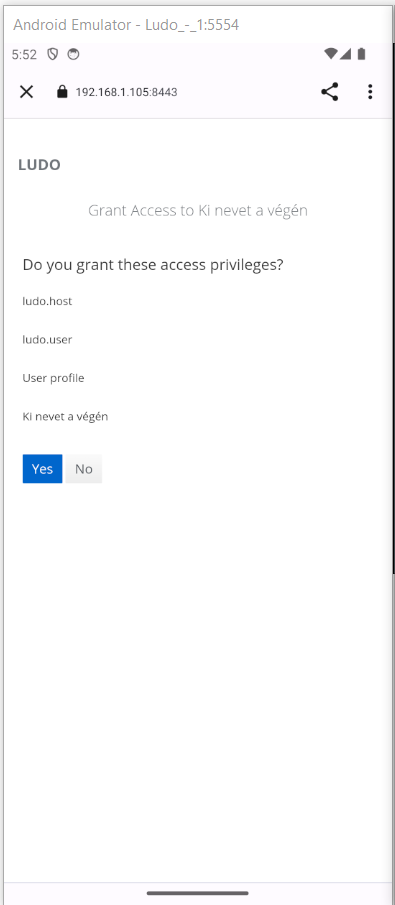 Android Emulator - Ludo_-_1:5554
5:52
192.168.1.105:8443
LUDO
Grant Access to Ki nevet a végén
Do you grant these access privileges?
ludo.host
ludo.user
User profile
Ki nevet a végén
Yes No